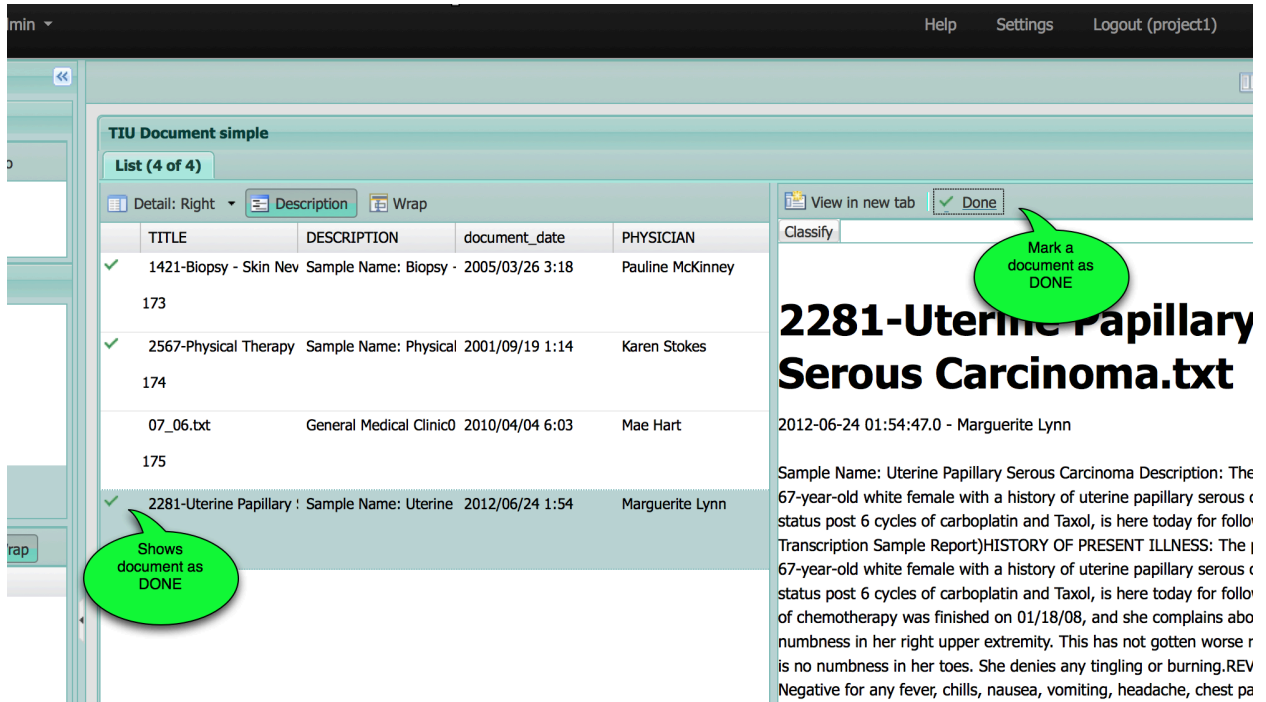 Help Settings Logout (project1)
TIU Document simple
List (4 of 4)
Detail: Right Description Wrap
TITLE DESCRIPTION document_date PHYSICIAN
1421-Biopsy - Skin Nev Sample Name: Biopsy - 2005/03/26 3:18 Pauline McKinney
173
2567-Physical Therapy Sample Name: Physical 2001/09/19 1:14 Karen Stokes
174
07_06.txt General Medical Clinic0 2010/04/04 6:03 Mae Hart
175
2281-Uterine Papillary Sample Name: Uterine 2012/06/24 1:54 Marguerite Lynn
Shows
document as
DONE
View in new tab Done
Classify
Mark a
document as
DONE
2281-Uterine Papillary
Serous Carcinoma.txt
2012-06-24 01:54:47.0 - Marguerite Lynn
Sample Name: Uterine Papillary Serous Carcinoma Description: The
67-year-old white female with a history of uterine papillary serous
status post 6 cycles of carboplatin and Taxol, is here today for follo
Transcription Sample Report)HISTORY OF PRESENT ILLNESS: The
67-year-old white female with a history of uterine papillary serous
status post 6 cycles of carboplatin and Taxol, is here today for follo
of chemotherapy was finished on 01/18/08, and she complains abo
numbness in her right upper extremity. This has not gotten worse
is no numbness in her toes. She denies any tingling or burning.REV
Negative for any fever, chills, nausea, vomiting, headache, chest pa